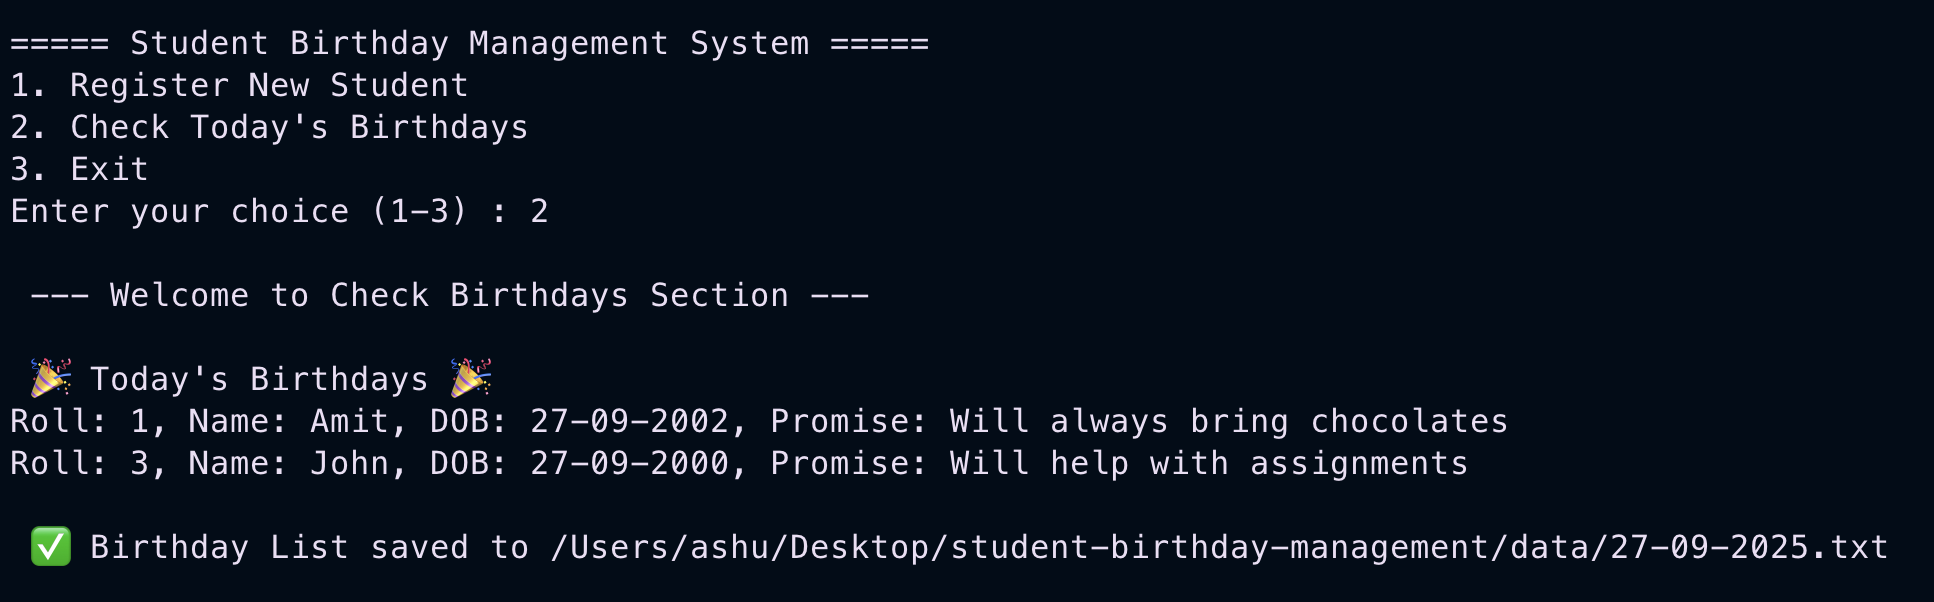 ===== Student Birthday Management System =====
1. Register New Student
2. Check Today's Birthdays
3. Exit
Enter your choice (1-3) : 2
--- Welcome to Check Birthdays Section ---
🎉 Today's Birthdays 🎉
Roll: 1, Name: Amit, DOB: 27-09-2002, Promise: Will always bring chocolates
Roll: 3, Name: John, DOB: 27-09-2000, Promise: Will help with assignments
✅ Birthday List saved to /Users/ashu/Desktop/student-birthday-management/data/27-09-2025.txt